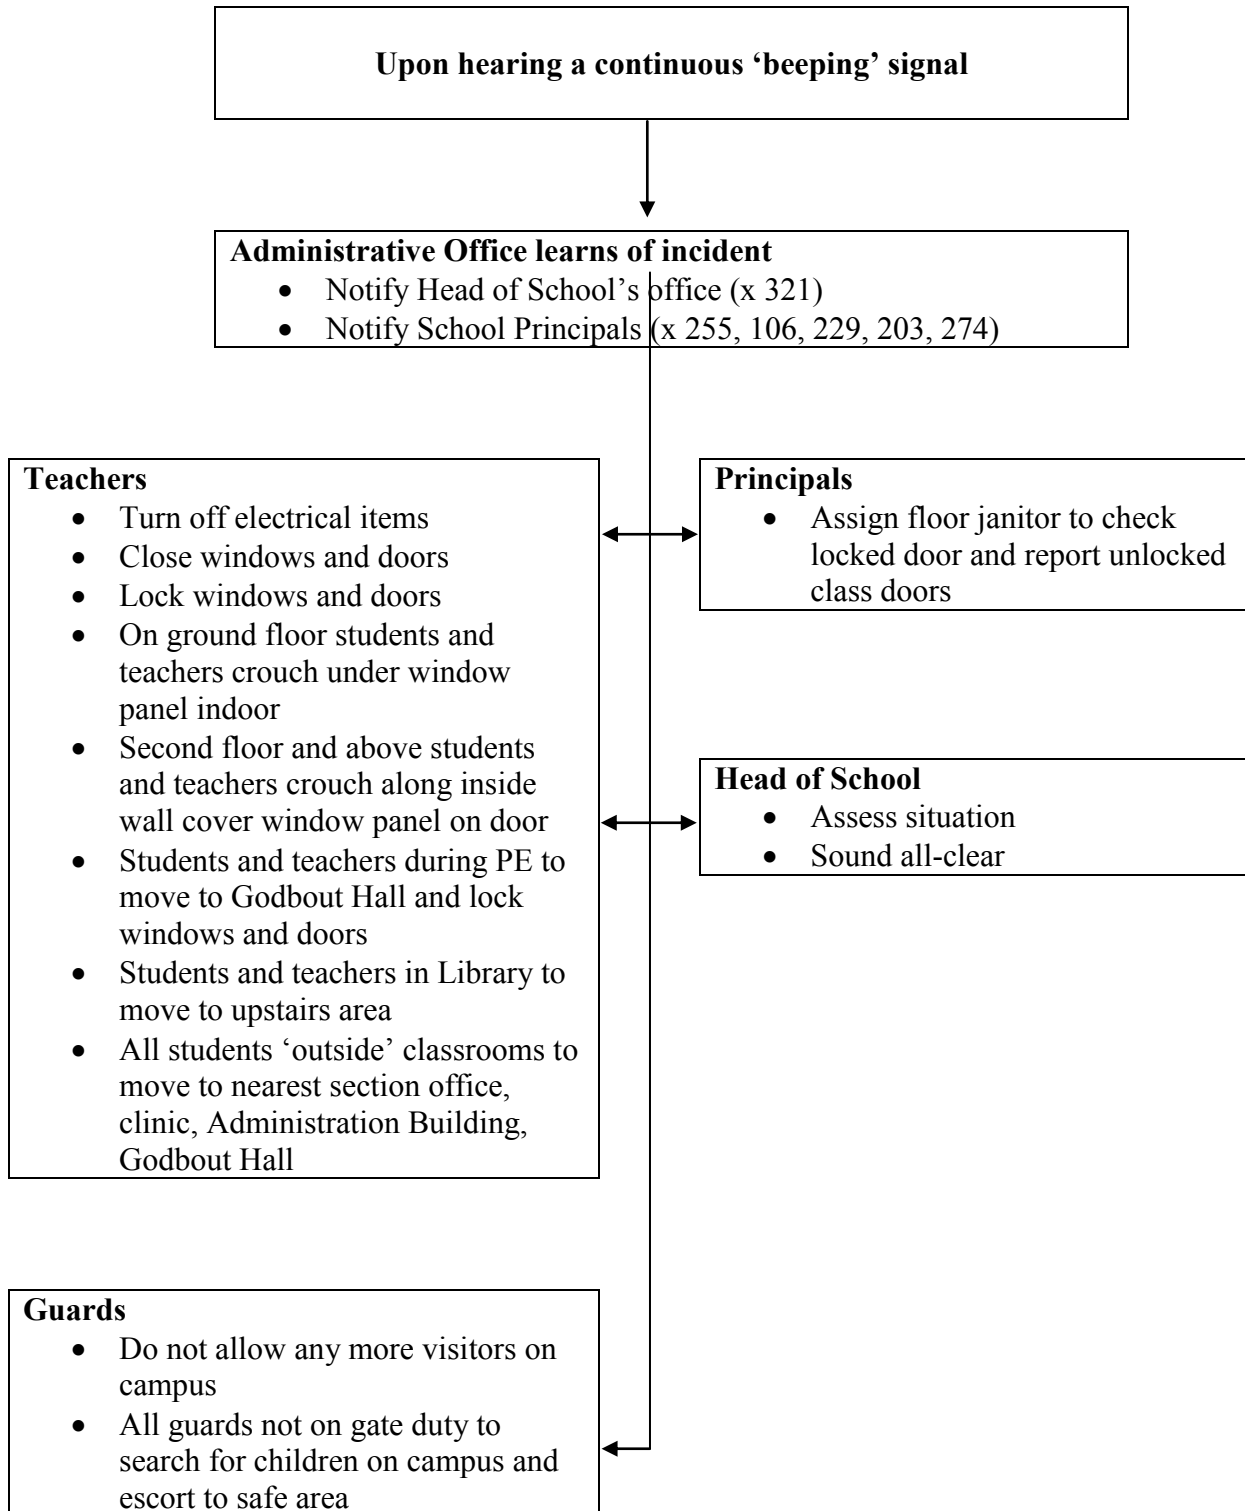 Upon hearing a continuous ‘beeping’ signal
Administrative Office learns of incident
• Notify Head of School’s office (x 321)
• Notify School Principals (x 255, 106, 229, 203, 274)
Teachers
• Turn off electrical items
• Close windows and doors
• Lock windows and doors
• On ground floor students and
teachers crouch under window
panel indoor
• Second floor and above students
and teachers crouch along inside
wall cover window panel on door
• Students and teachers during PE to
move to Godbout Hall and lock
windows and doors
• Students and teachers in Library to
move to upstairs area
• All students ‘outside’ classrooms to
move to nearest section office,
clinic, Administration Building,
Godbout Hall
Principals
• Assign floor janitor to check
locked door and report unlocked
class doors
Head of School
• Assess situation
• Sound all-clear
Guards
• Do not allow any more visitors on
campus
• All guards not on gate duty to
search for children on campus and
escort to safe area